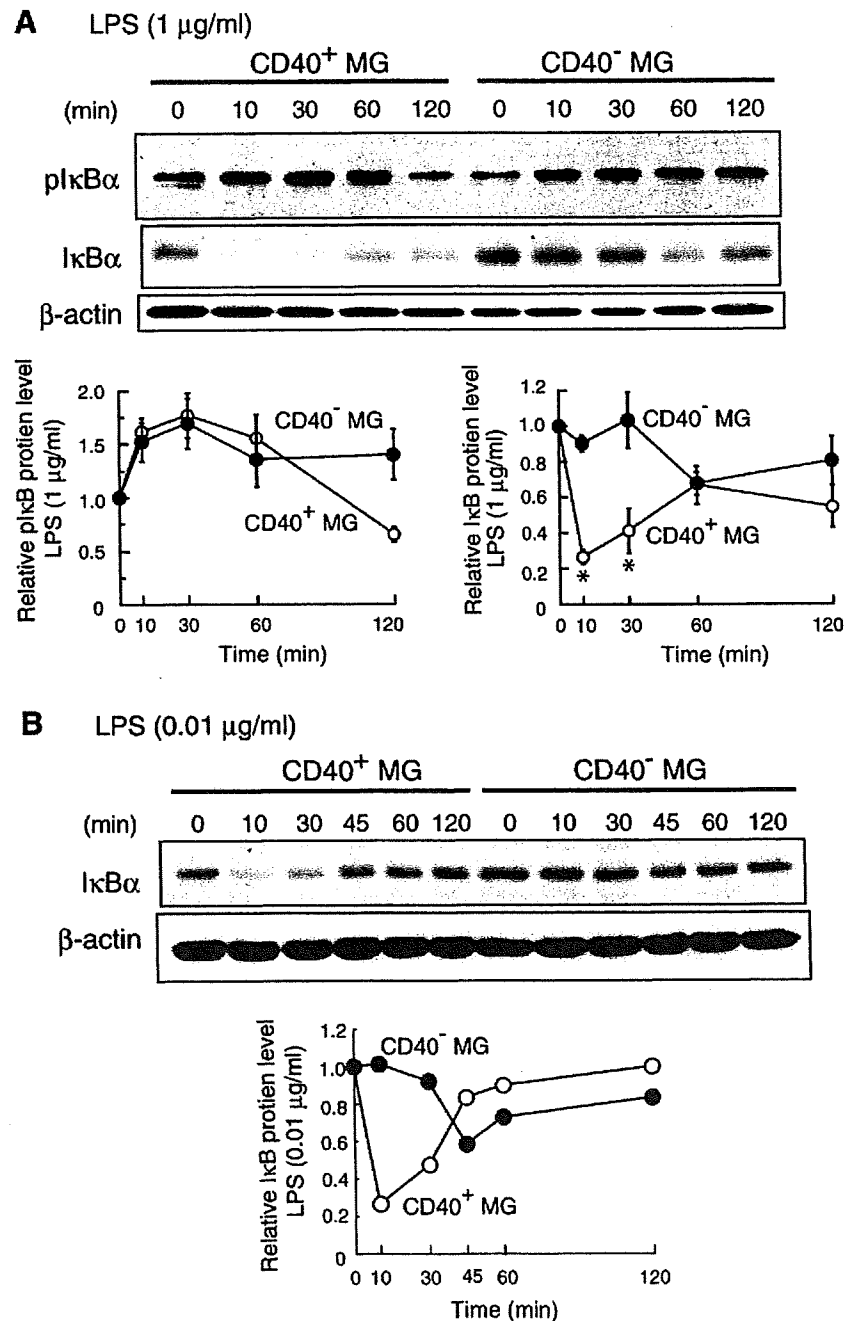 A LPS (1 μg/ml)
CD40⁺ MG CD40⁻ MG
(min) 0 10 30 60 120 0 10 30 60 120
pIκBα
IκBα
β-actin
Relative pIκB protien level
LPS (1 μg/ml)
2.0
1.5
1.0
0.5
0
CD40⁻ MG
CD40⁺ MG
0 10 30 60 120
Time (min)
Relative IκB protien level
LPS (1 μg/ml)
1.2
1.0
0.8
0.6
0.4
0.2
0
CD40⁻ MG
CD40⁺ MG
* *
0 10 30 60 120
Time (min)
B LPS (0.01 μg/ml)
CD40⁺ MG CD40⁻ MG
(min) 0 10 30 45 60 120 0 10 30 45 60 120
IκBα
β-actin
Relative IκB protien level
LPS (0.01 μg/ml)
1.2
1.0
0.8
0.6
0.4
0.2
0
CD40⁻ MG
CD40⁺ MG
0 10 30 45 60 120
Time (min)